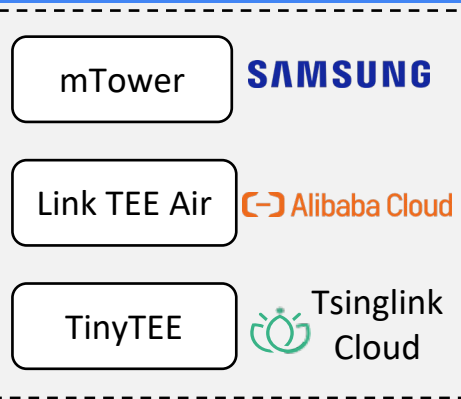 mTower
SAMSUNG
Link TEE Air
Alibaba Cloud
TinyTEE
Tsinglink
Cloud